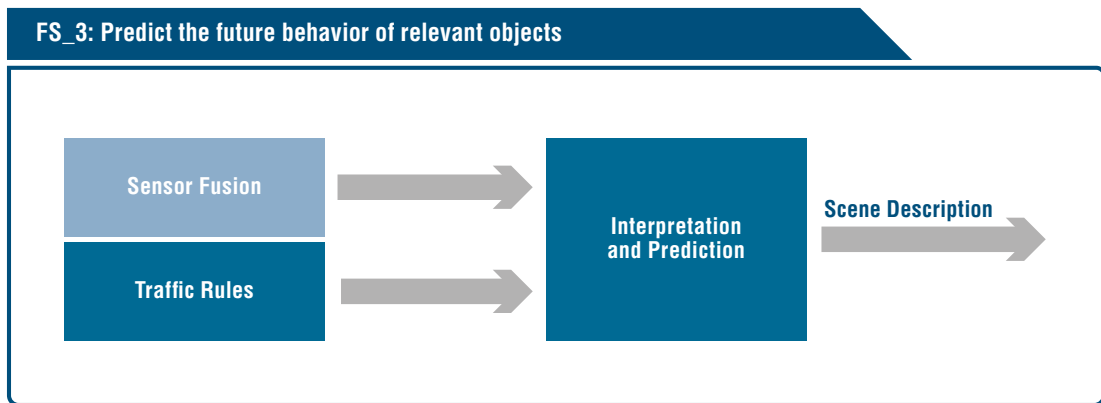 FS_3: Predict the future behavior of relevant objects
Sensor Fusion
Traffic Rules
Interpretation
and Prediction
Scene Description